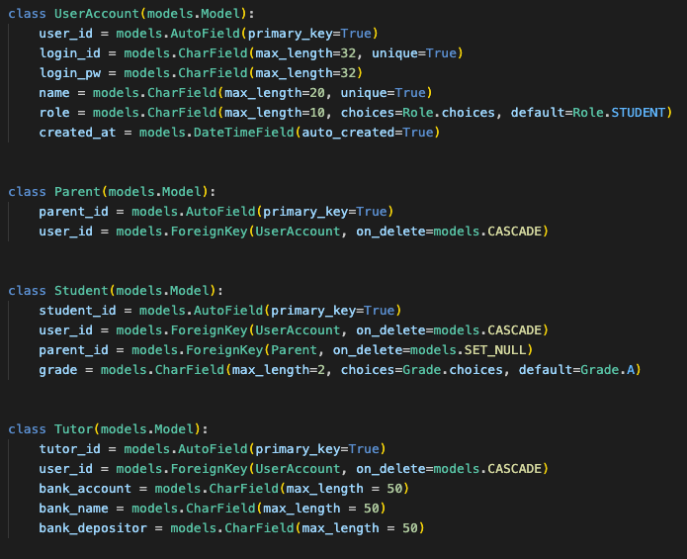 class UserAccount(models.Model):
    user_id = models.AutoField(primary_key=True)
    login_id = models.CharField(max_length=32, unique=True)
    login_pw = models.CharField(max_length=32)
    name = models.CharField(max_length=20, unique=True)
    role = models.CharField(max_length=10, choices=Role.choices, default=Role.STUDENT)
    created_at = models.DateTimeField(auto_created=True)
class Parent(models.Model):
    parent_id = models.AutoField(primary_key=True)
    user_id = models.ForeignKey(UserAccount, on_delete=models.CASCADE)
class Student(models.Model):
    student_id = models.AutoField(primary_key=True)
    user_id = models.ForeignKey(UserAccount, on_delete=models.CASCADE)
    parent_id = models.ForeignKey(Parent, on_delete=models.SET_NULL)
    grade = models.CharField(max_length=2, choices=Grade.choices, default=Grade.A)
class Tutor(models.Model):
    tutor_id = models.AutoField(primary_key=True)
    user_id = models.ForeignKey(UserAccount, on_delete=models.CASCADE)
    bank_account = models.CharField(max_length = 50)
    bank_name = models.CharField(max_length = 50)
    bank_depositor = models.CharField(max_length = 50)